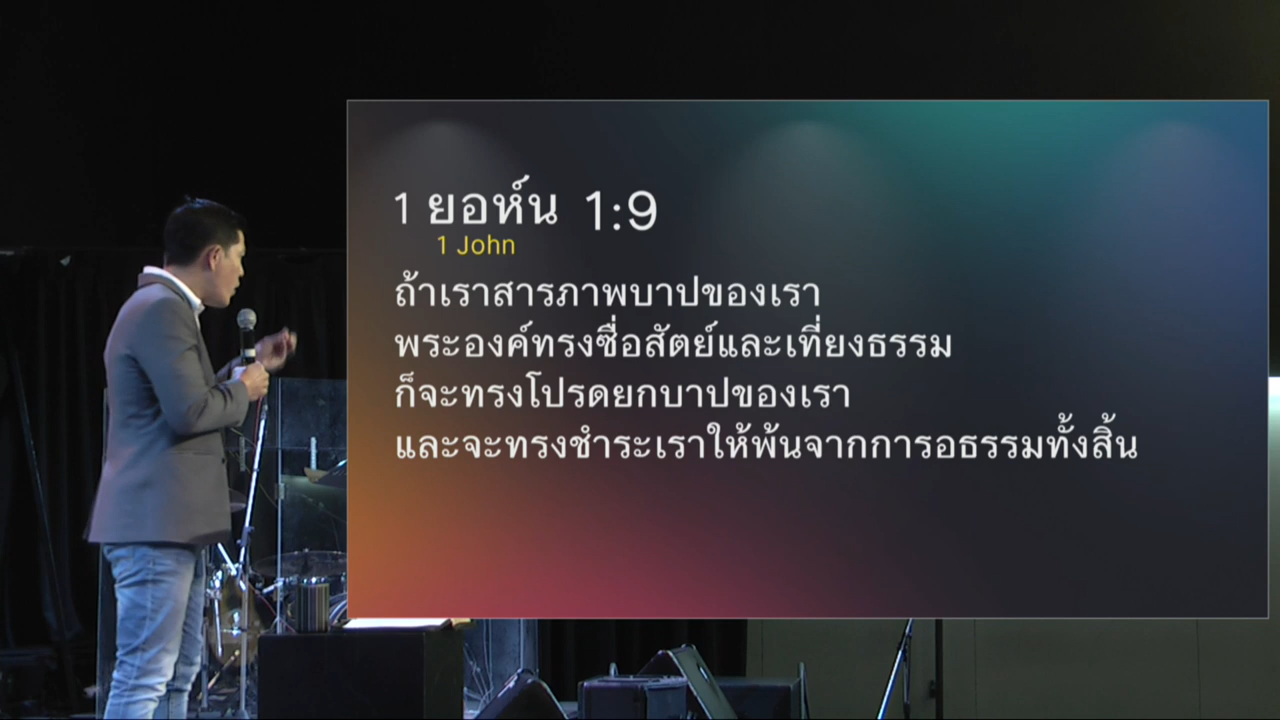 1 ยอห์น 1:9
1 John
ถ้าเราสารภาพบาปของเรา
พระองค์ทรงซื่อสัตย์และเที่ยงธรรม
ก็จะทรงโปรดยกบาปของเรา
และจะทรงชำระเราให้พ้นจากการอธรรมทั้งสิ้น